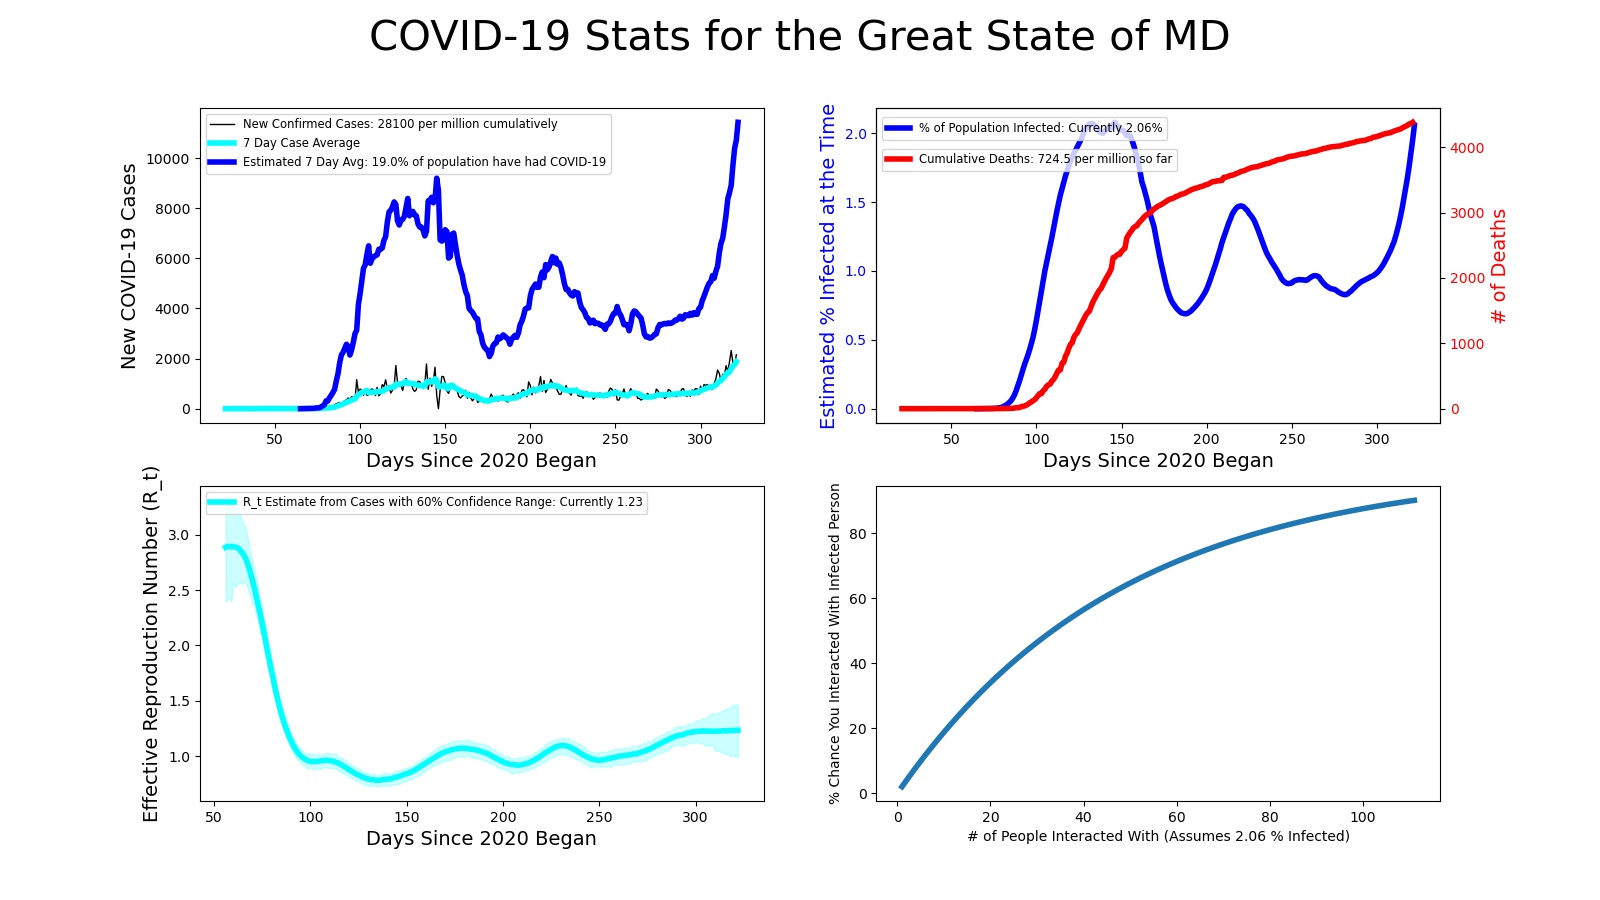 COVID-19 Stats for the Great State of MD
New COVID-19 Cases
10000
8000
6000
4000
2000
0
New Confirmed Cases: 28100 per million cumulatively
7 Day Case Average
Estimated 7 Day Avg: 19.0% of population have had COVID-19
50 100 150 200 250 300
Days Since 2020 Began
Estimated % Infected at the Time
2.0
1.5
1.0
0.5
0.0
% of Population Infected: Currently 2.06%
Cumulative Deaths: 724.5 per million so far
4000
3000
2000
1000
0
# of Deaths
50 100 150 200 250 300
Days Since 2020 Began
Effective Reproduction Number (R_t)
3.0
2.5
2.0
1.5
1.0
R_t Estimate from Cases with 60% Confidence Range: Currently 1.23
50 100 150 200 250 300
Days Since 2020 Began
% Chance You Interacted With Infected Person
80
60
40
20
0
0 20 40 60 80 100
# of People Interacted With (Assumes 2.06 % Infected)